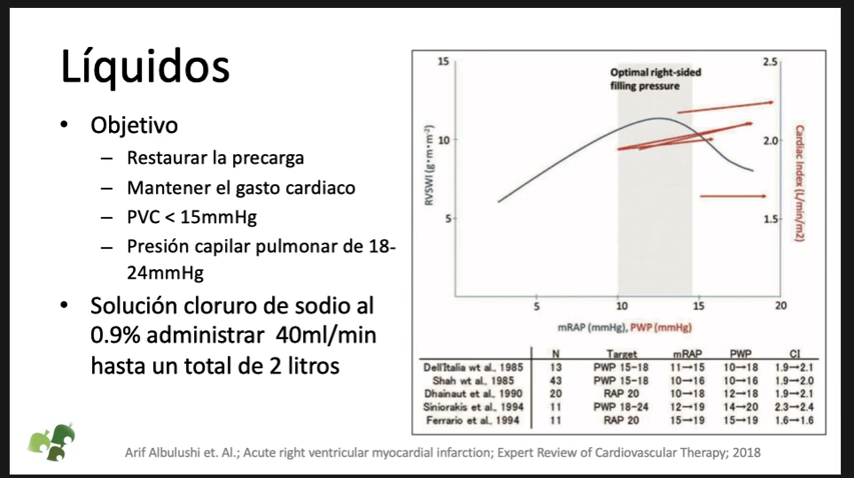 Líquidos
• Objetivo
– Restaurar la precarga
– Mantener el gasto cardiaco
– PVC < 15mmHg
– Presión capilar pulmonar de 18-
24mmHg
• Solución cloruro de sodio al
0.9% administrar 40ml/min
hasta un total de 2 litros
15
10
5
RVSWI (g·m·m⁻²)
Optimal right-sided
filling pressure
2.5
2.0
1.5
Cardiac Index (L/min/m2)
5 10 15 20
mRAP (mmHg), PWP (mmHg)
N Target mRAP PWP CI
Dell'Italia wt al., 1985 13 PWP 15-18 11→15 10→18 1.9→2.1
Shah wt al., 1985 43 PWP 15-18 10→16 10→16 1.9→2.0
Dhainaut et al., 1990 20 RAP 20 10→18 12→18 1.9→2.1
Siniorakis et al., 1994 11 PWP 18-24 12→19 14→20 2.3→2.4
Ferrario et al., 1994 11 RAP 20 15→19 15→19 1.6→1.6
Arif Albulushi et. Al.; Acute right ventricular myocardial infarction; Expert Review of Cardiovascular Therapy; 2018